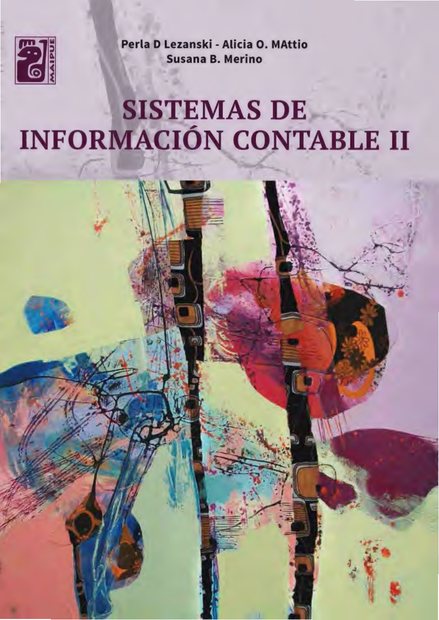 Perla D Lezanski - Alicia O. MAttio
Susana B. Merino
MAIPUE
SISTEMAS DE
INFORMACIÓN CONTABLE II